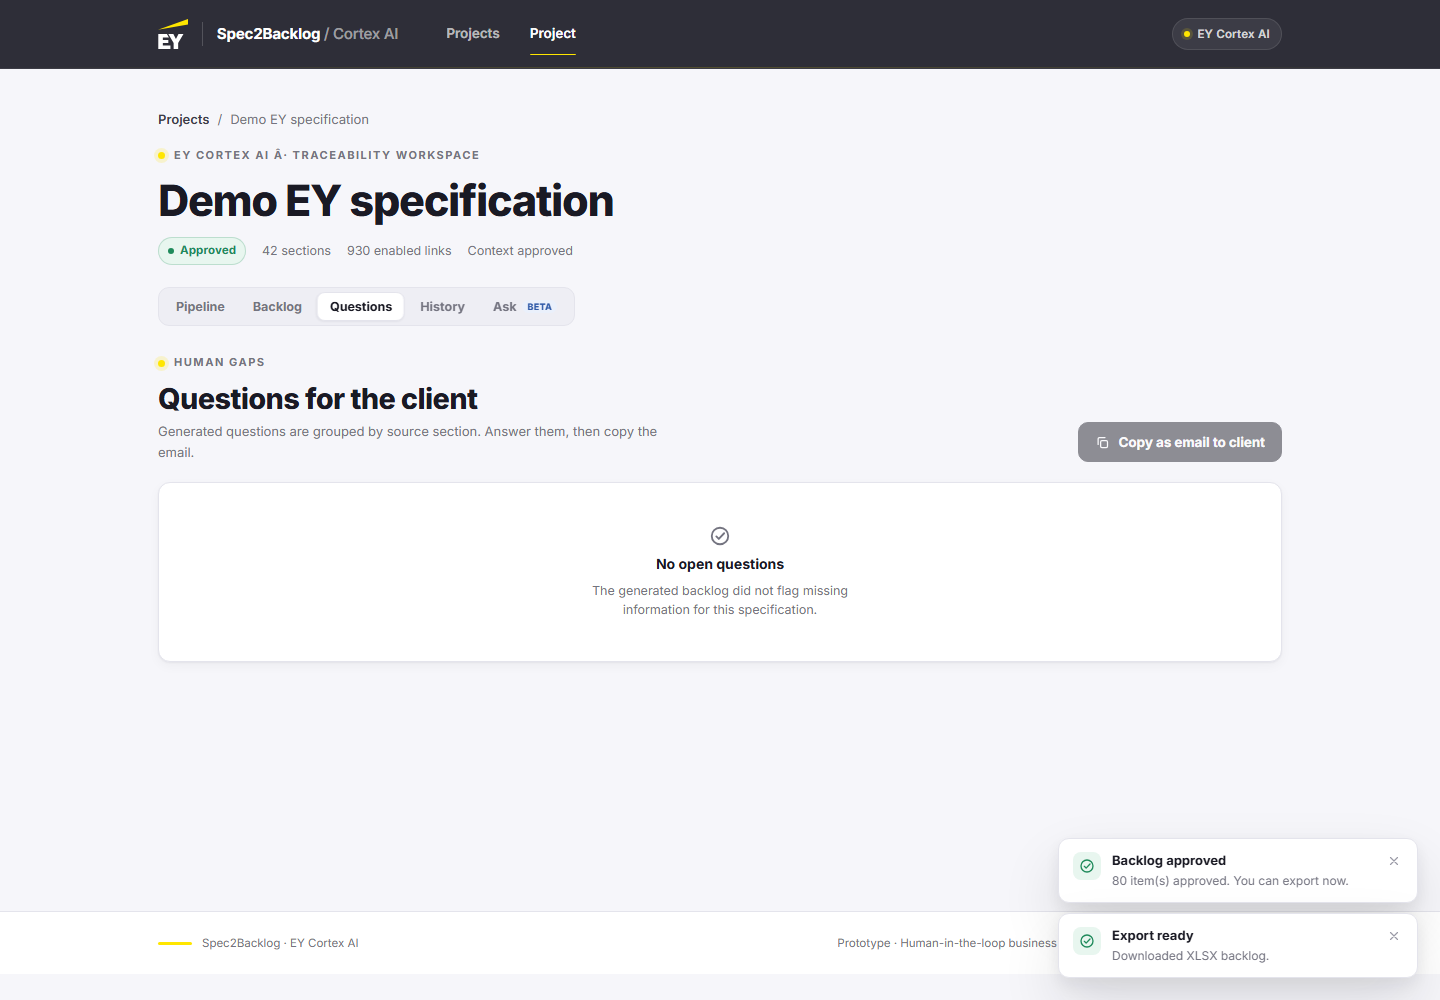 EY
Spec2Backlog / Cortex AI
Projects
Project
EY Cortex AI
Projects / Demo EY specification
EY CORTEX AI Â· TRACEABILITY WORKSPACE
Demo EY specification
Approved
42 sections
930 enabled links
Context approved
Pipeline
Backlog
Questions
History
Ask BETA
HUMAN GAPS
Questions for the client
Generated questions are grouped by source section. Answer them, then copy the
email.
Copy as email to client
No open questions
The generated backlog did not flag missing
information for this specification.
Backlog approved
80 item(s) approved. You can export now.
Spec2Backlog · EY Cortex AI
Prototype · Human-in-the-loop business
Export ready
Downloaded XLSX backlog.